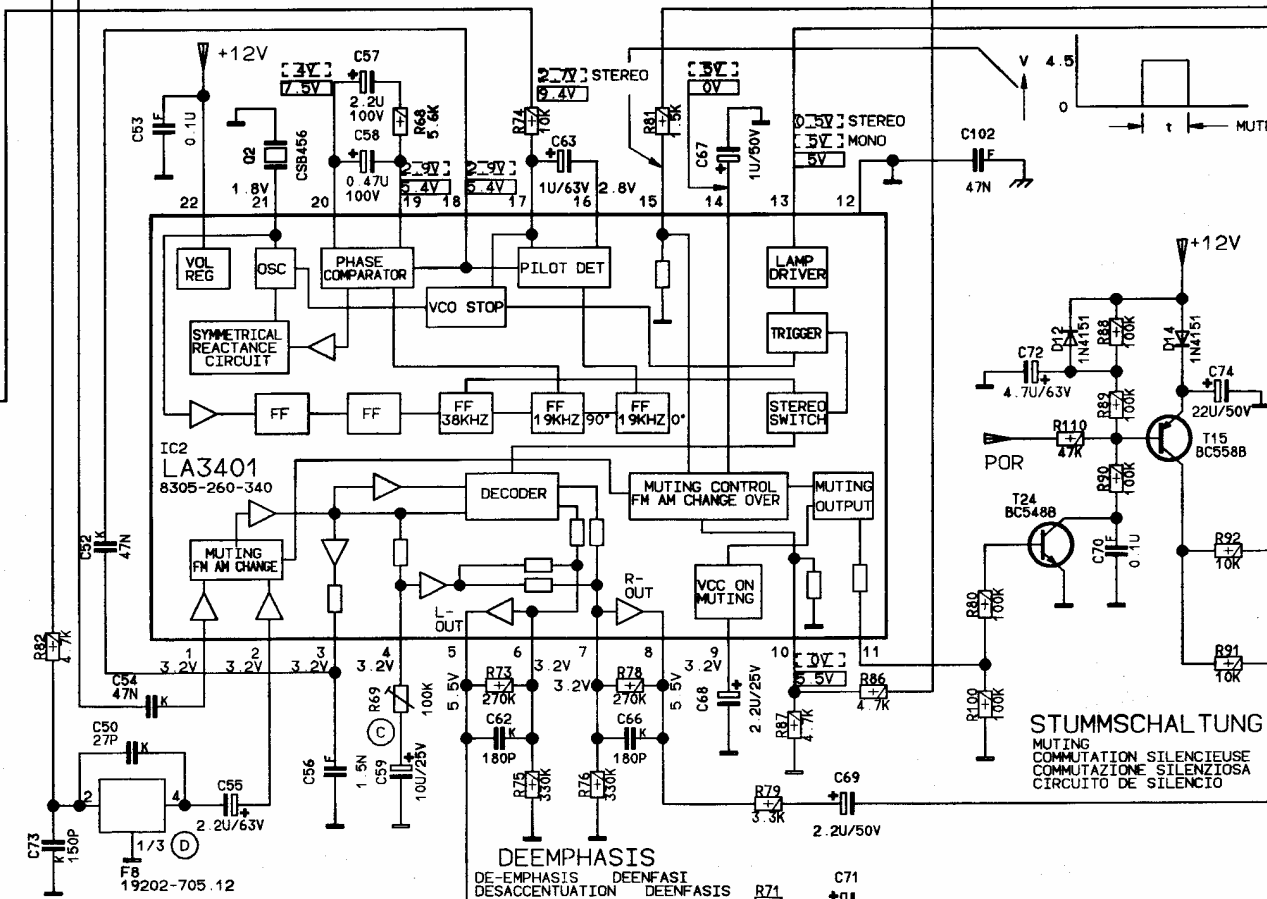 +12V
C53
F
0.1U
Q2
CSB456
1.8V
4V
7.5V
C57
2.2U
100V
R68
5.6K
C58
0.47U
100V
2.9V
5.4V
2.9V
5.4V
R74
10K
2.7V STEREO
9.4V
C63
1U/63V
2.8V
R81
1.5K
5V
0V
C67
1U/50V
0.5V STEREO
5V MONO
5V
C102
F
47N
V
4.5
0
t
MUTE
22
21
20
19
18
17
16
15
14
13
12
VOL
REG
OSC
PHASE
COMPARATOR
PILOT DET
VCO STOP
LAMP
DRIVER
SYMMETRICAL
REACTANCE
CIRCUIT
TRIGGER
FF
FF
FF
38KHZ
FF
19KHZ
90°
FF
19KHZ
0°
STEREO
SWITCH
IC2
LA3401
8305-260-340
DECODER
MUTING CONTROL
FM AM CHANGE OVER
MUTING
OUTPUT
MUTING
FM AM CHANGE
VCC ON
MUTING
L-
OUT
R-
OUT
+12V
D12
1N4151
R88
100K
D14
1N4151
C72
4.7U/63V
R89
100K
C74
22U/50V
R110
47K
POR
T15
BC558B
R90
100K
T24
BC548B
C70
F
0.1U
R92
10K
R80
100K
R91
10K
R100
100K
C52
K
47N
R82
4.7K
1
2
3
4
5
6
7
8
9
10
11
3.2V
3.2V
3.2V
3.2V
5.5V
3.2V
3.2V
5.5V
3.2V
0V
5.5V
C54
47N
K
C50
27P
K
R69
100K
C
C59
10U/25V
C56
F
1.5N
R73
270K
C62
K
180P
R75
330K
R78
270K
C66
K
180P
R76
330K
C68
2.2U/25V
R87
4.7K
R86
4.7K
2
4
C55
2.2U/63V
C73
K
150P
1/3
D
F8
19202-705.12
R79
3.3K
C69
2.2U/50V
STUMMSCHALTUNG
MUTING
COMMUTATION SILENCIEUSE
COMMUTAZIONE SILENZIOSA
CIRCUITO DE SILENCIO
DEEMPHASIS
DE-EMPHASIS DEENFASI
DESACCENTUATION DEENFASIS
R71
C71